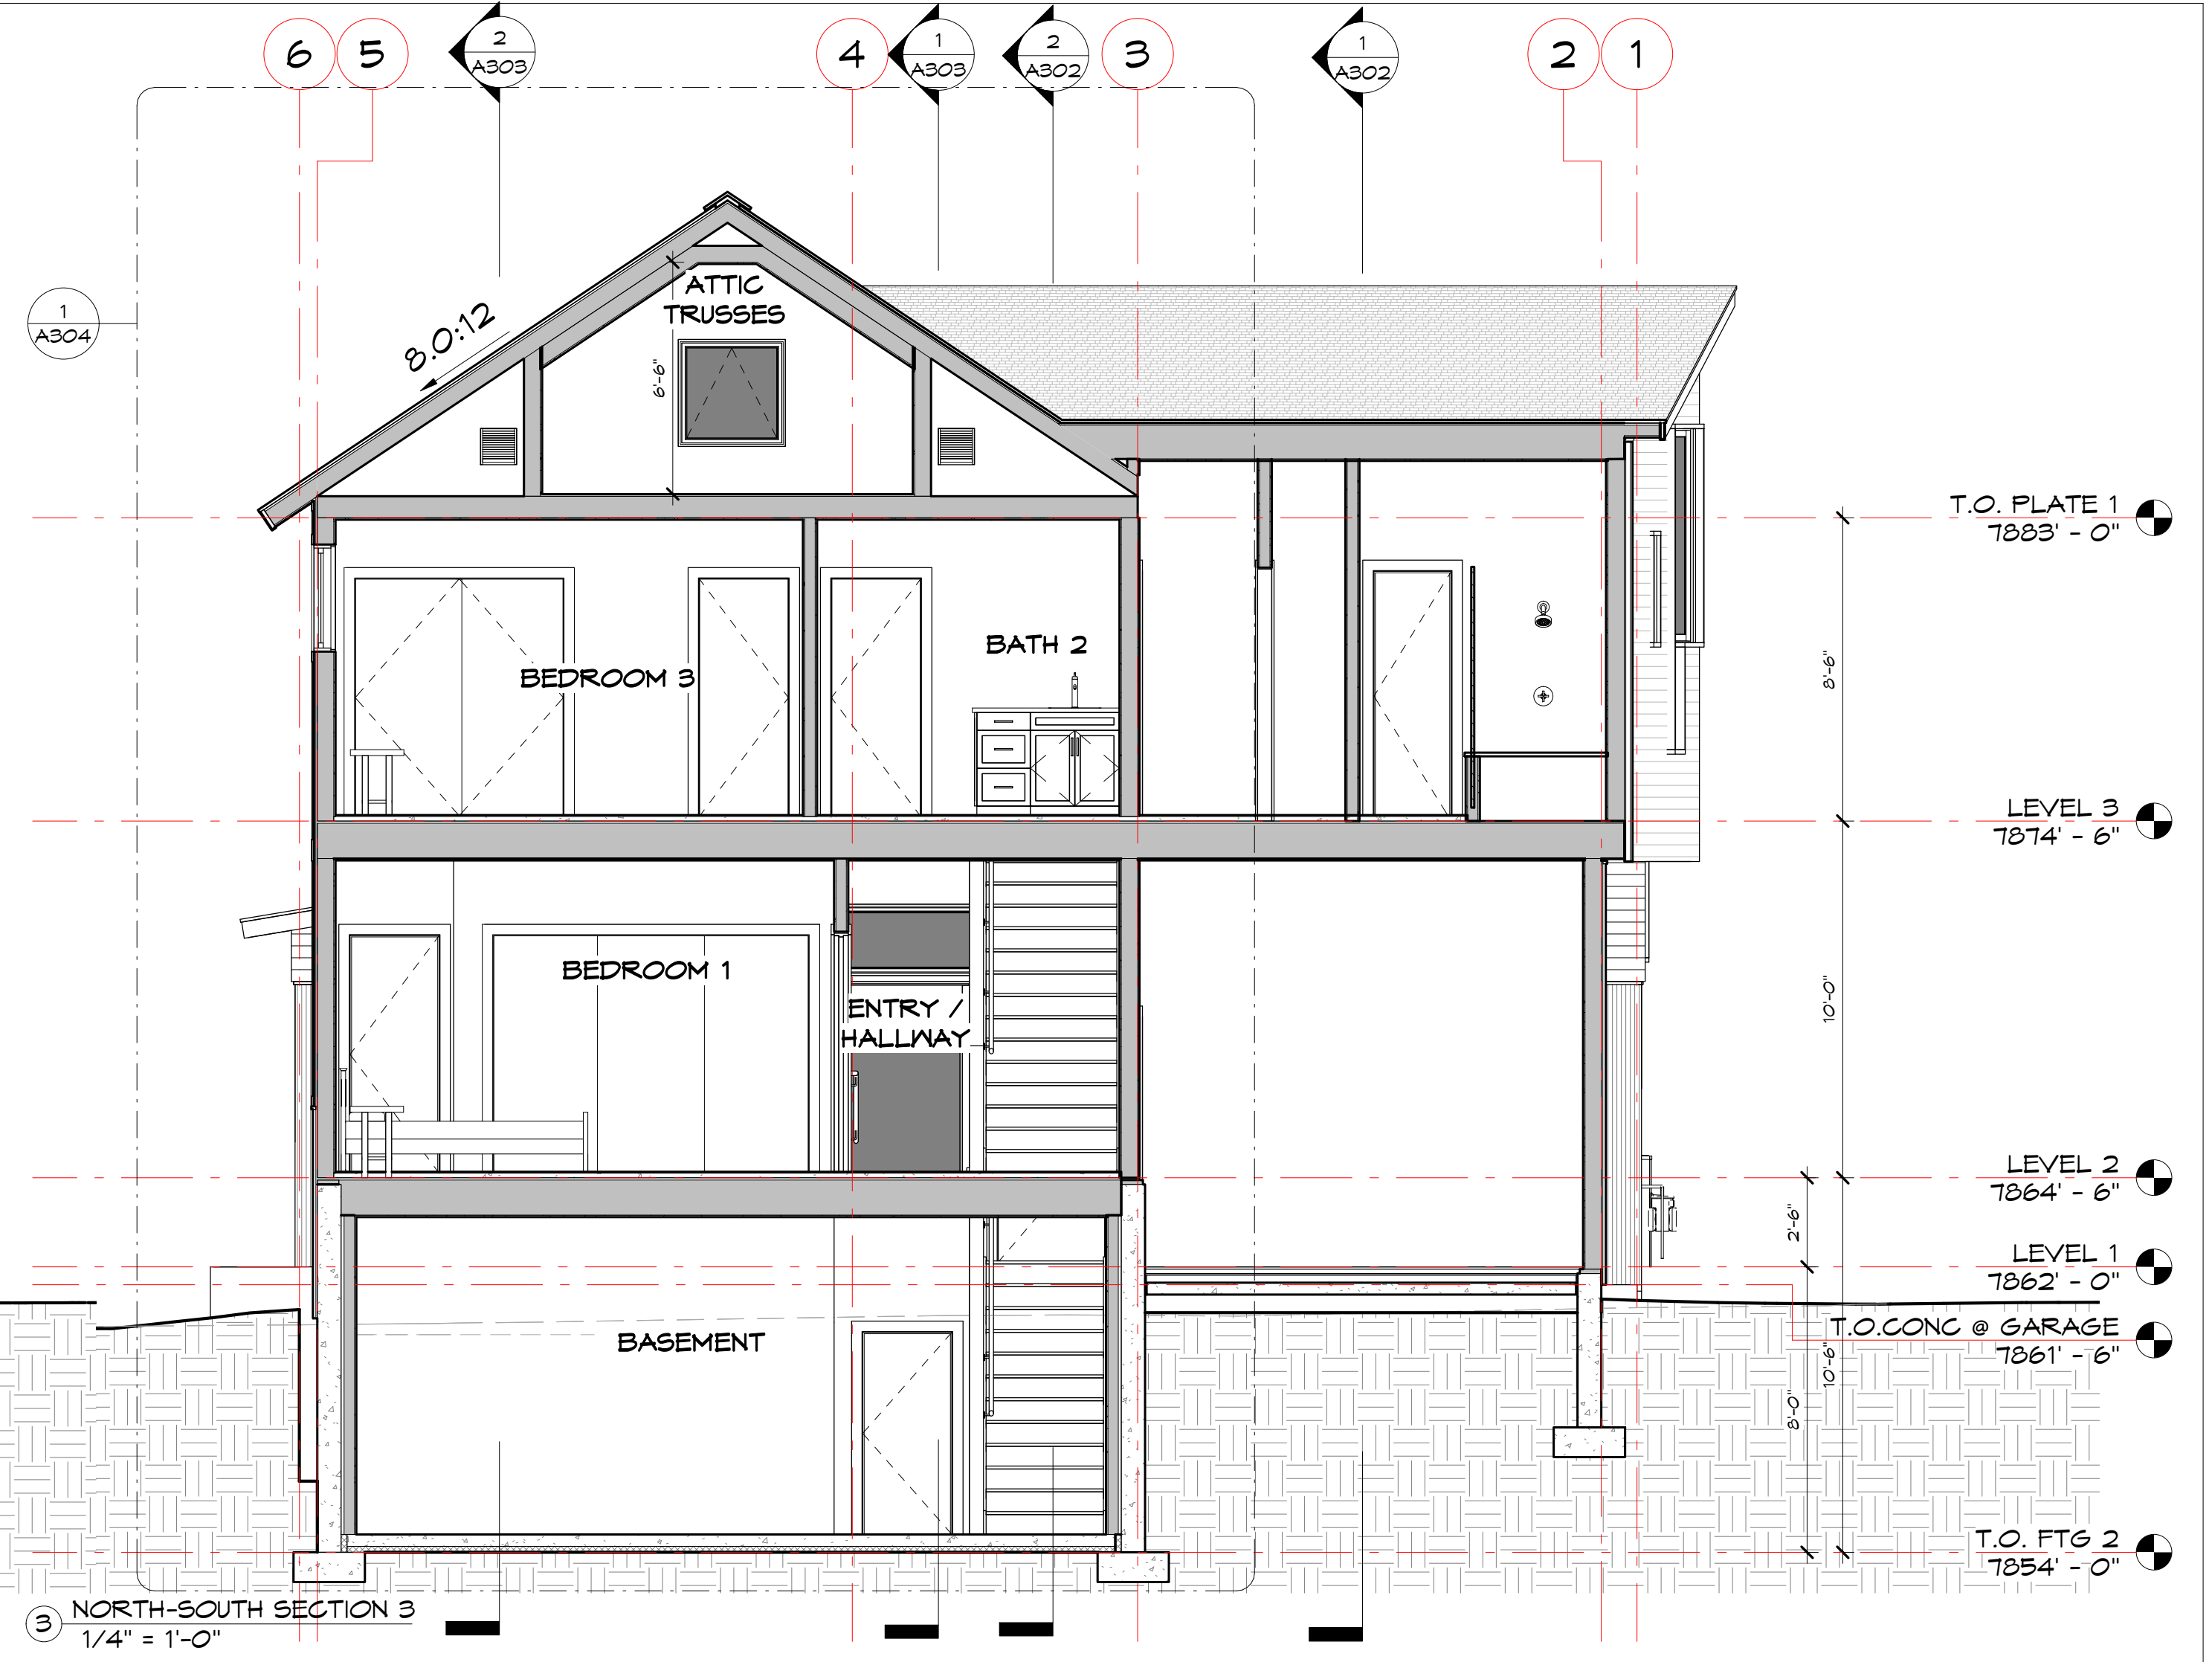 6
5
2
A303
4
1
A303
2
A302
3
1
A302
2
1
1
A304
8.0:12
ATTIC
TRUSSES
6'-6"
T.O. PLATE 1
7883' - 0"
BEDROOM 3
BATH 2
8'-6"
LEVEL 3
7874' - 6"
BEDROOM 1
ENTRY /
HALLWAY
10'-0"
LEVEL 2
7864' - 6"
2'-6"
LEVEL 1
7862' - 0"
BASEMENT
T.O.CONC @ GARAGE
7861' - 6"
10'-6"
8'-0"
T.O. FTG 2
7854' - 0"
3
NORTH-SOUTH SECTION 3
1/4" = 1'-0"